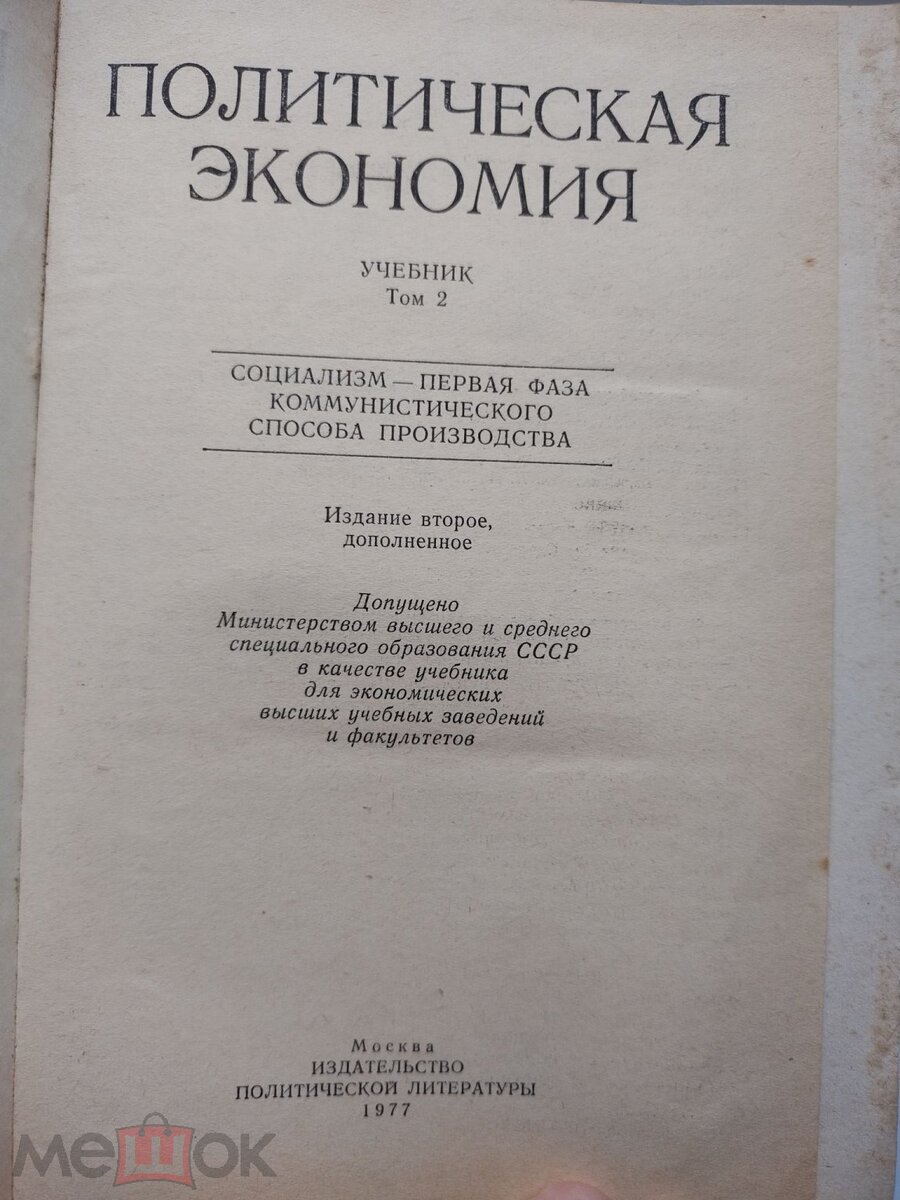 ПОЛИТИЧЕСКАЯ
ЭКОНОМИЯ
УЧЕБНИК
Том 2
СОЦИАЛИЗМ — ПЕРВАЯ ФАЗА
КОММУНИСТИЧЕСКОГО
СПОСОБА ПРОИЗВОДСТВА
Издание второе,
дополненное
Допущено
Министерством высшего и среднего
специального образования СССР
в качестве учебника
для экономических
высших учебных заведений
и факультетов
Москва
ИЗДАТЕЛЬСТВО
ПОЛИТИЧЕСКОЙ ЛИТЕРАТУРЫ
1977
мешок